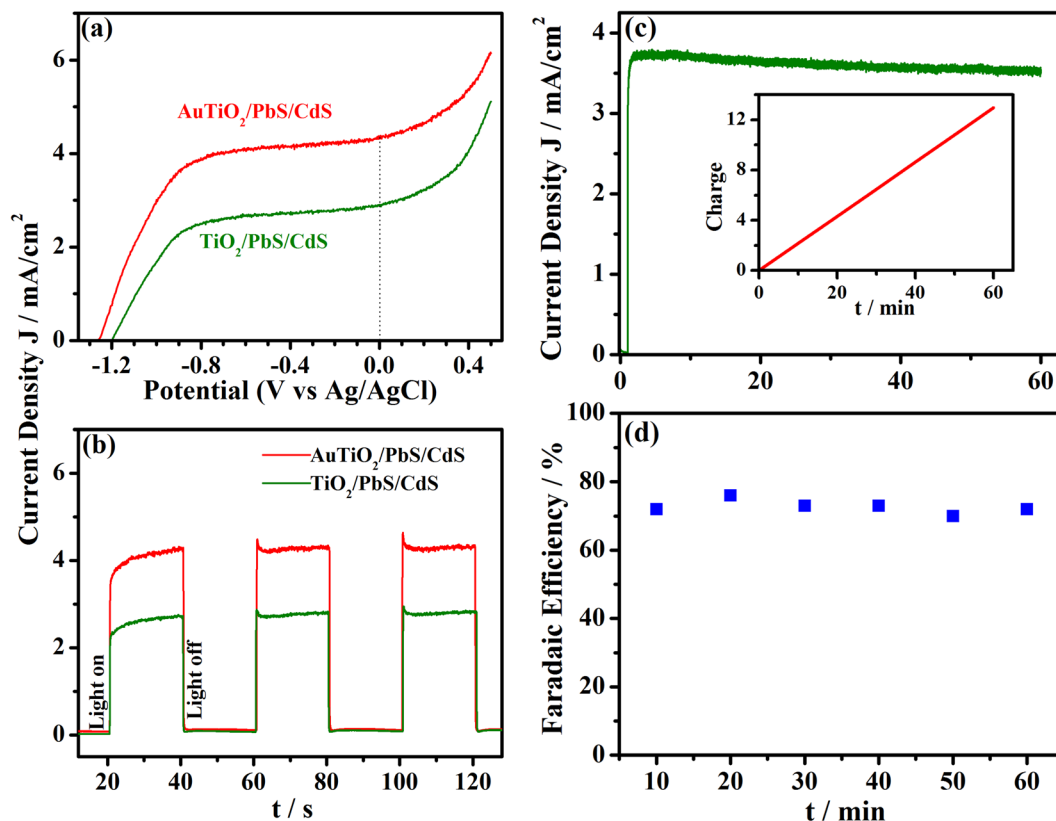 Current Density J / mA/cm²
(a)
6
4
2
0
AuTiO₂/PbS/CdS
TiO₂/PbS/CdS
-1.2 -0.8 -0.4 0.0 0.4
Potential (V vs Ag/AgCl)
(b)
6
4
2
0
AuTiO₂/PbS/CdS
TiO₂/PbS/CdS
Light on
Light off
20 40 60 80 100 120
t / s
(c)
Current Density J / mA/cm²
4
3
2
1
0
Charge
12
8
4
0
0 20 40 60
t / min
0 20 40 60
(d)
Faradaic Efficiency / %
100
80
60
40
20
0
10 20 30 40 50 60
t / min